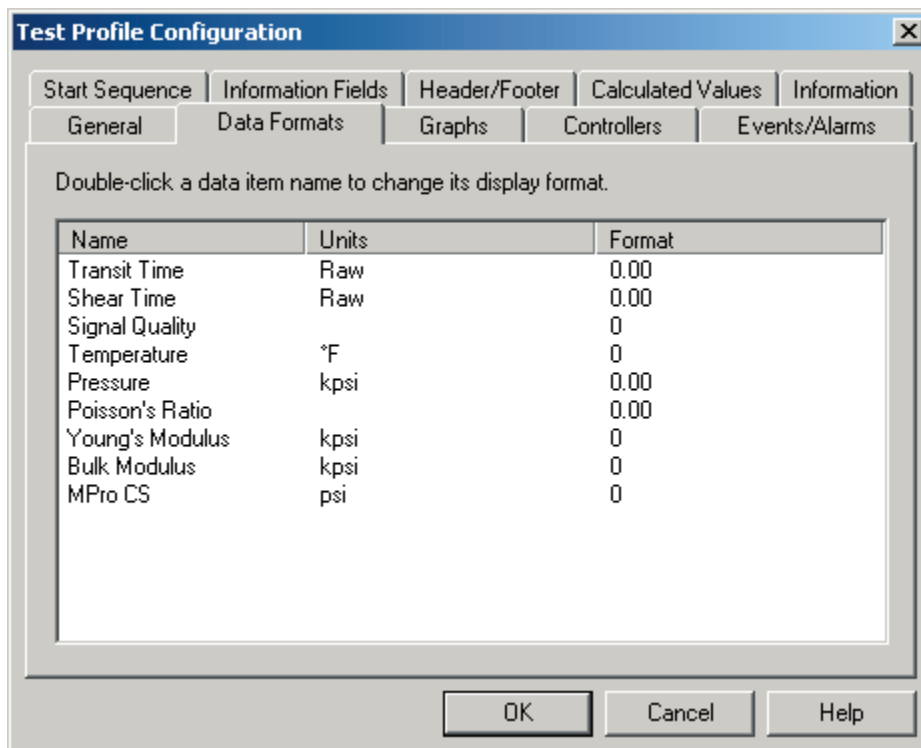 Test Profile Configuration
Start Sequence Information Fields Header/Footer Calculated Values Information
General Data Formats Graphs Controllers Events/Alarms
Double-click a data item name to change its display format.
Name Units Format
Transit Time Raw 0.00
Shear Time Raw 0.00
Signal Quality 0
Temperature °F 0
Pressure kpsi 0.00
Poisson's Ratio 0.00
Young's Modulus kpsi 0
Bulk Modulus kpsi 0
MPro CS psi 0
OK Cancel Help